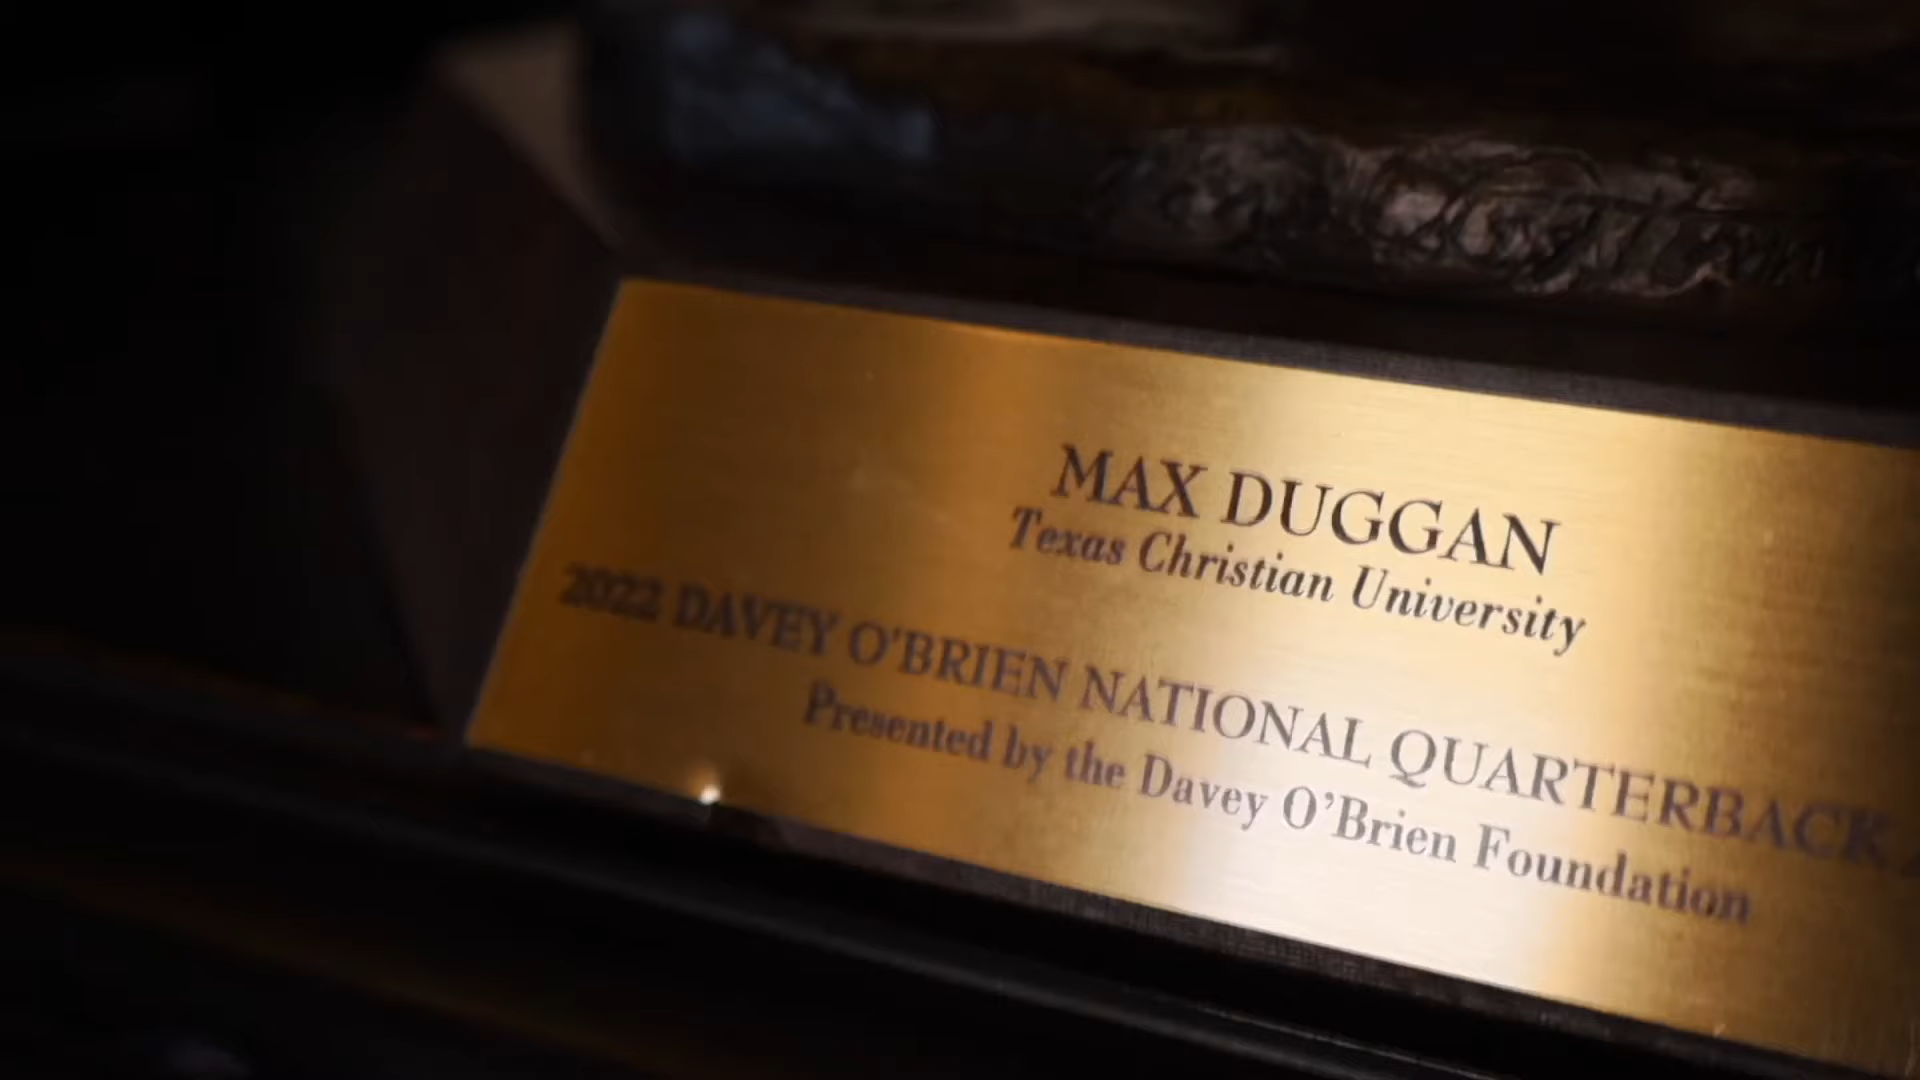 MAX DUGGAN
Texas Christian University
2022 DAVEY O'BRIEN NATIONAL QUARTERBACK
Presented by the Davey O'Brien Foundation